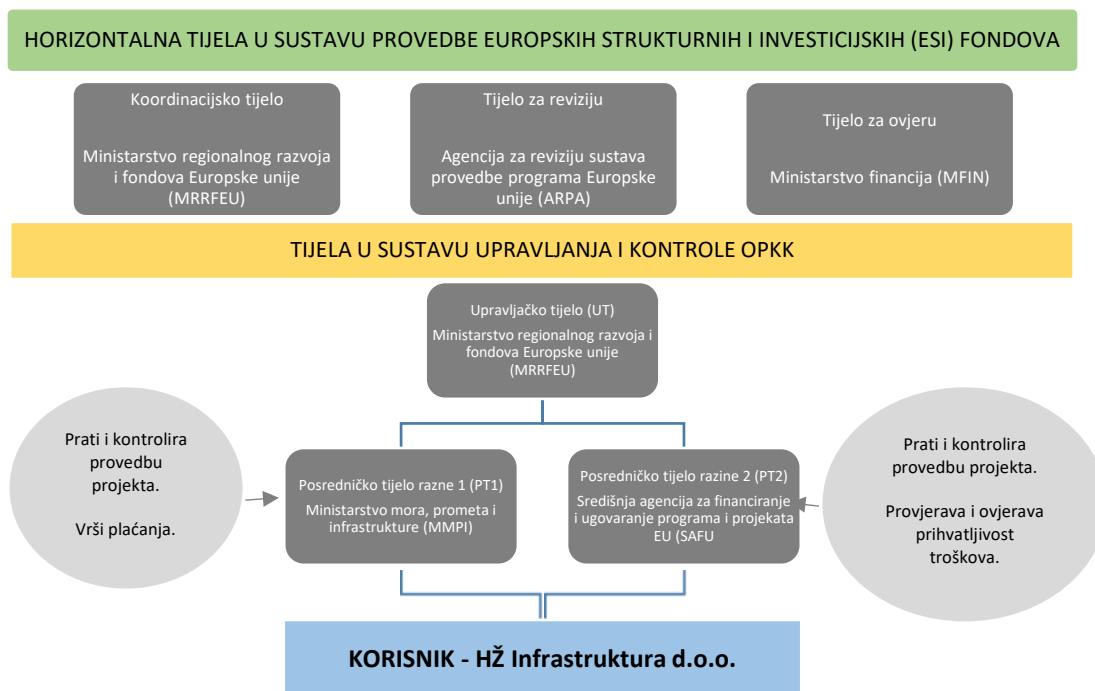 HORIZONTALNA TIJELA U SUSTAVU PROVEDBE EUROPSKIH STRUKTURNIH I INVESTICIJSKIH (ESI) FONDOVA
Koordinacijsko tijelo
Ministarstvo regionalnog razvoja
i fondova Europske unije
(MRRFEU)
Tijelo za reviziju
Agencija za reviziju sustava
provedbe programa Europske
unije (ARPA)
Tijelo za ovjeru
Ministarstvo financija (MFIN)
TIJELA U SUSTAVU UPRAVLJANJA I KONTROLE OPKK
Upravljačko tijelo (UT)
Ministarstvo regionalnog razvoja i
fondova Europske unije
(MRRFEU)
Prati i kontrolira
provedbu
projekta.
Vrši plaćanja.
Posredničko tijelo razne 1 (PT1)
Ministarstvo mora, prometa i
infrastrukture (MMPI)
Posredničko tijelo razine 2 (PT2)
Središnja agencija za financiranje
i ugovaranje programa i projekata
EU (SAFU
Prati i kontrolira
provedbu projekta.
Provjerava i ovjerava
prihvatljivost
troškova.
KORISNIK - HŽ Infrastruktura d.o.o.